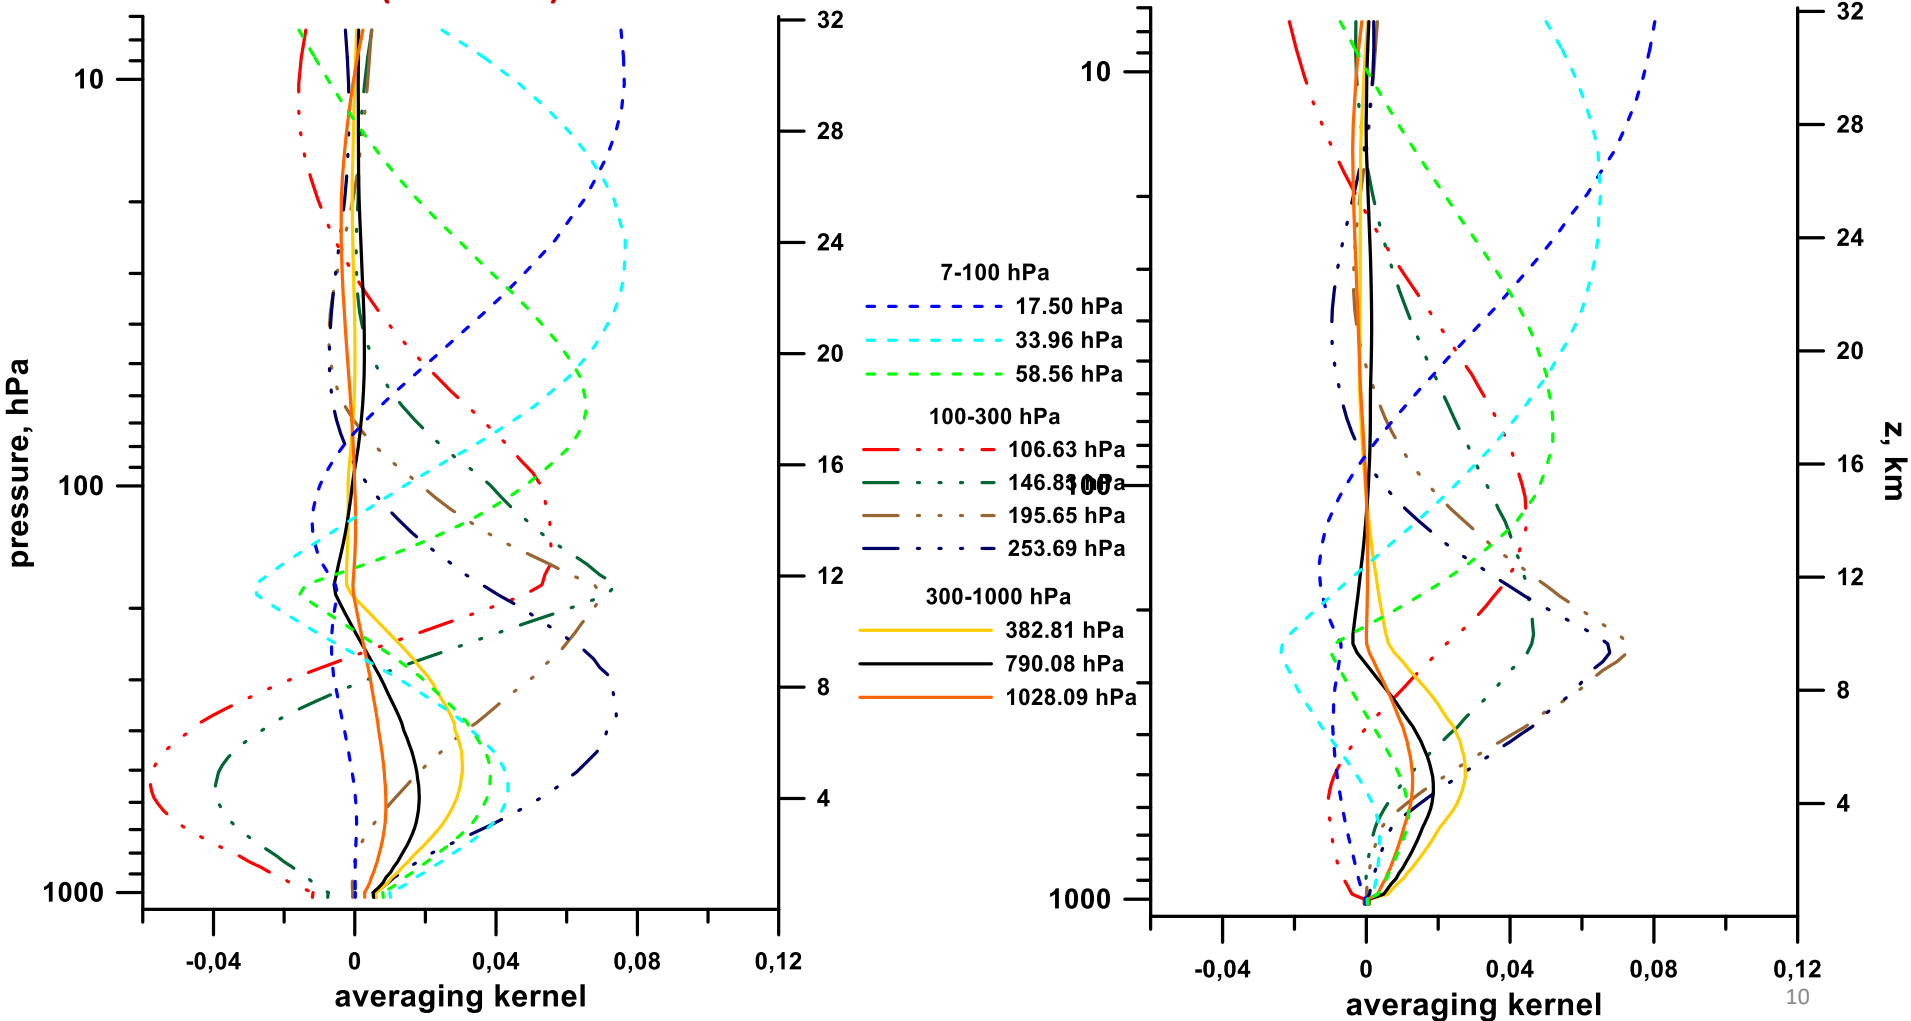 10
100
1000
pressure, hPa
-0,04
0
0,04
0,08
0,12
averaging kernel
32
28
24
20
16
12
8
4
7-100 hPa
17.50 hPa
33.96 hPa
58.56 hPa
100-300 hPa
106.63 hPa
146.83 hPa
195.65 hPa
253.69 hPa
300-1000 hPa
382.81 hPa
790.08 hPa
1028.09 hPa
10
100
1000
-0,04
0
0,04
0,08
0,12
averaging kernel
32
28
24
20
16
12
8
4
z, km
10